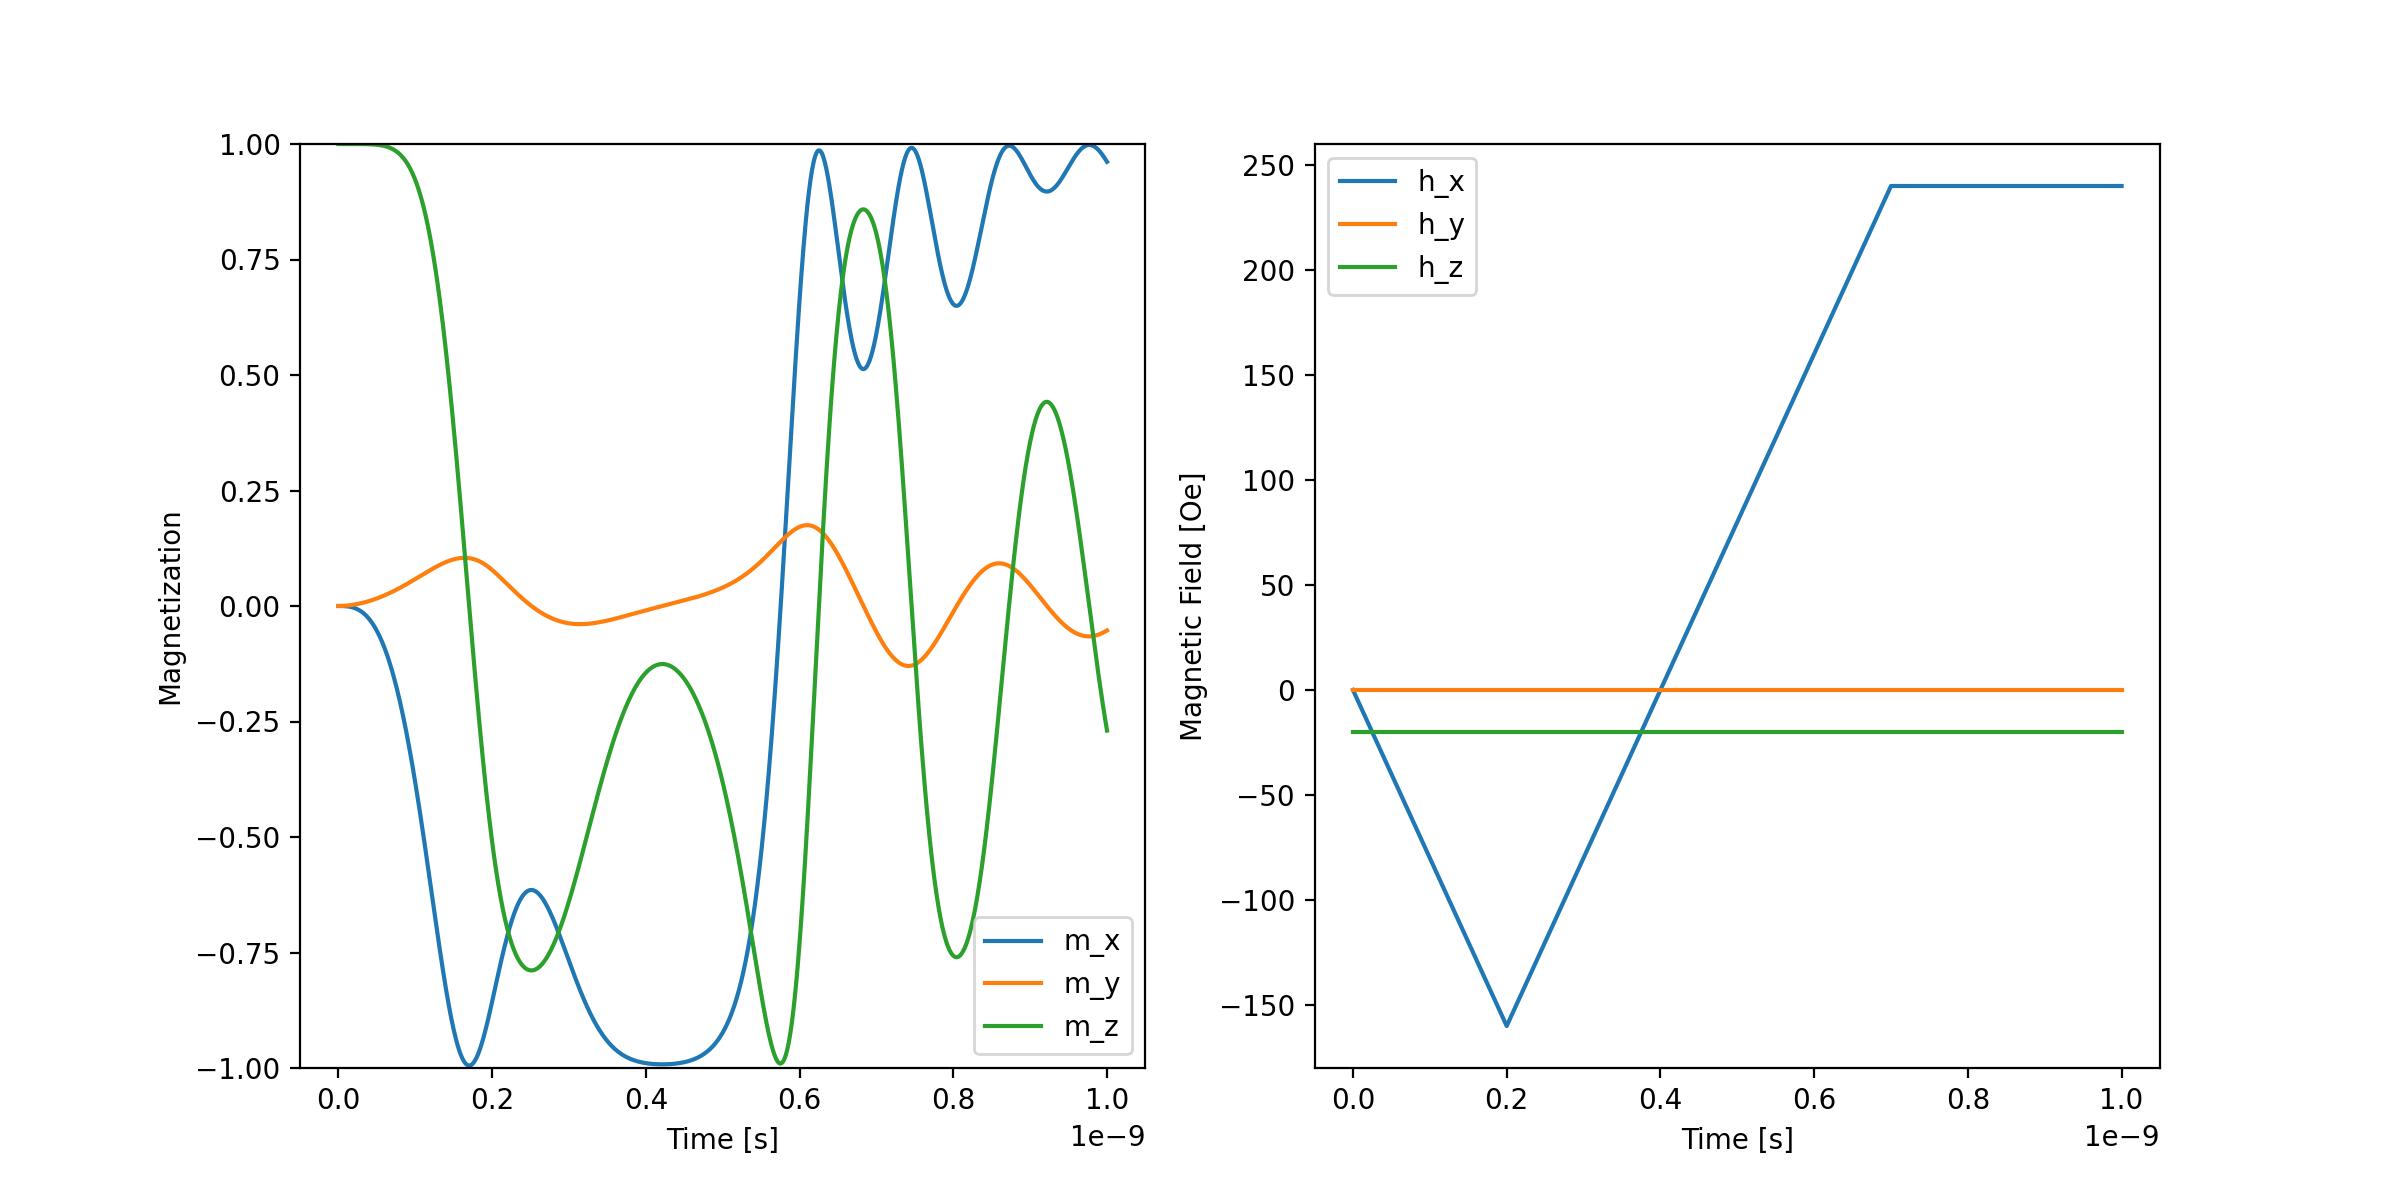 1.00
0.75
0.50
0.25
0.00
−0.25
−0.50
−0.75
−1.00
Magnetization
m_x
m_y
m_z
0.0 0.2 0.4 0.6 0.8 1.0
Time [s]
1e−9
250
200
150
100
50
0
−50
−100
−150
Magnetic Field [Oe]
h_x
h_y
h_z
0.0 0.2 0.4 0.6 0.8 1.0
Time [s]
1e−9